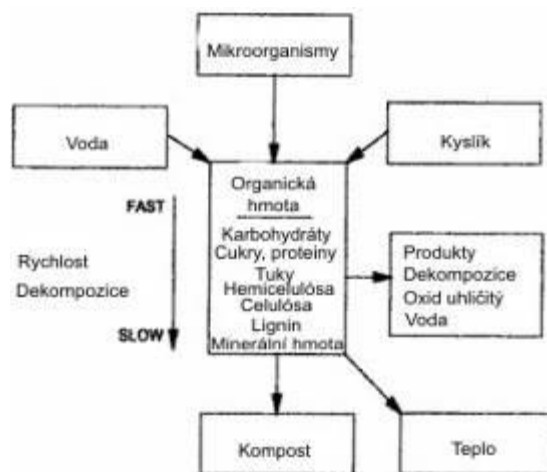 Mikroorganismy
Voda
Kyslík
Organická
hmota
Karbohydráty
Cukry, proteiny
Tuky
Hemicelulósa
Celulósa
Lignin
Minerální hmota
FAST
Rychlost
Dekompozice
SLOW
Produkty
Dekompozice
Oxid uhličitý
Voda
Kompost
Teplo